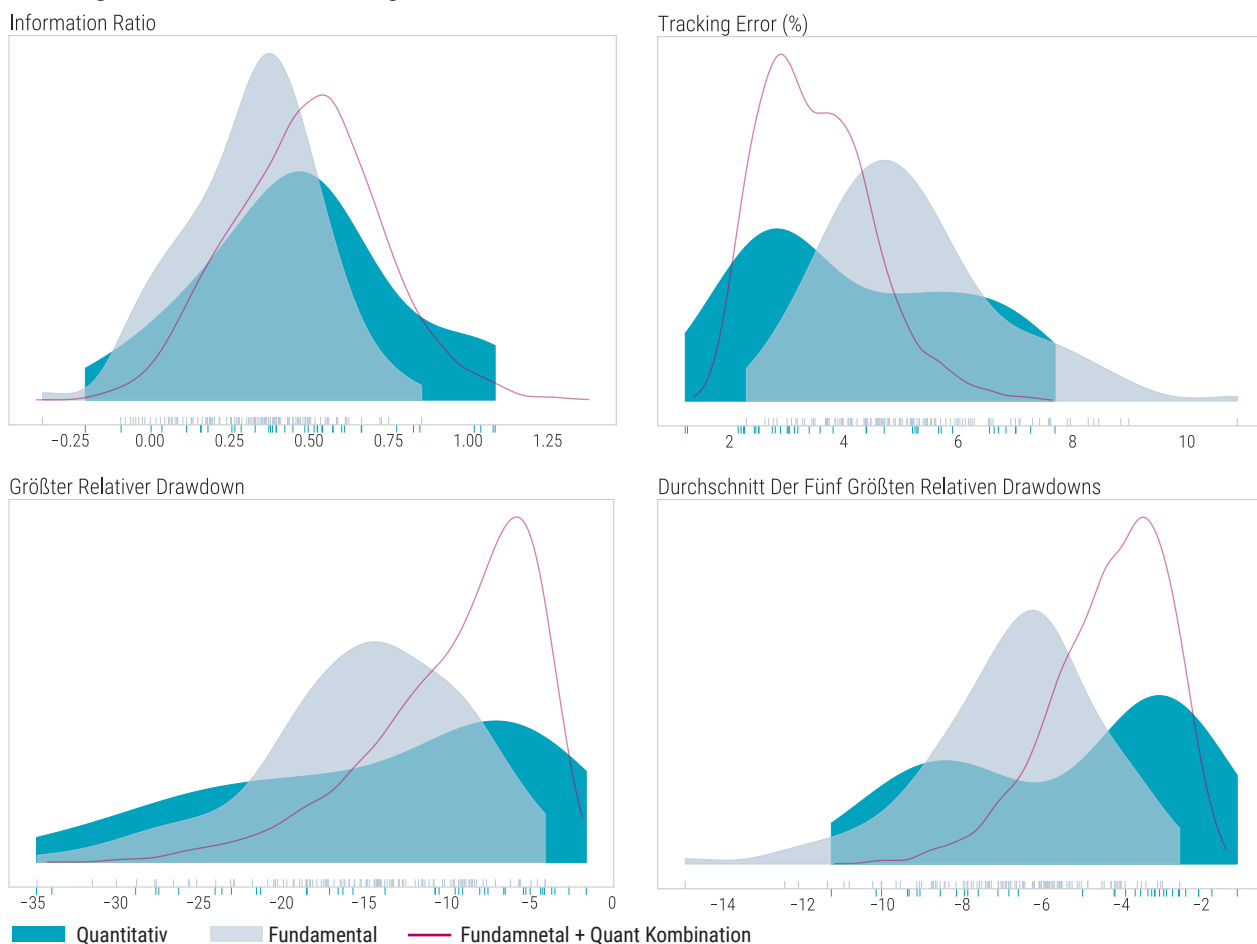 Information Ratio
Tracking Error (%)
−0.25 0.00 0.25 0.50 0.75 1.00 1.25
2 4 6 8 10
Größter Relativer Drawdown
Durchschnitt Der Fünf Größten Relativen Drawdowns
−35 −30 −25 −20 −15 −10 −5 0
−14 −12 −10 −8 −6 −4 −2
Quantitativ Fundamental Fundamnetal + Quant Kombination